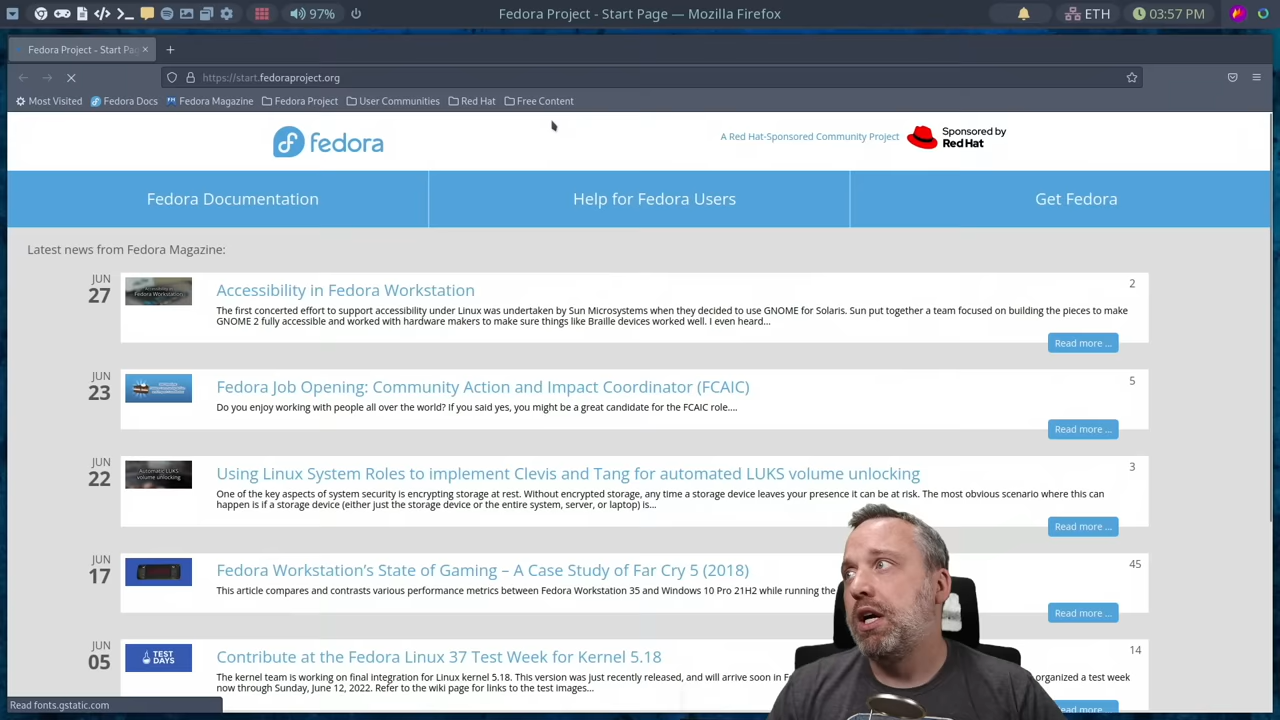 97%
Fedora Project - Start Page — Mozilla Firefox
ETH
03:57 PM
Fedora Project - Start Pa
https://start.fedoraproject.org
Most Visited
Fedora Docs
Fedora Magazine
Fedora Project
User Communities
Red Hat
Free Content
fedora
A Red Hat-Sponsored Community Project
Sponsored by
Red Hat
Fedora Documentation
Help for Fedora Users
Get Fedora
Latest news from Fedora Magazine:
JUN
27
Accessibility in Fedora Workstation
2
The first concerted effort to support accessibility under Linux was undertaken by Sun Microsystems when they decided to use GNOME for Solaris. Sun put together a team focused on building the pieces to make
GNOME 2 fully accessible and worked with hardware makers to make sure things like Braille devices worked well. I even heard...
Read more ...
JUN
23
Fedora Job Opening: Community Action and Impact Coordinator (FCAIC)
5
Do you enjoy working with people all over the world? If you said yes, you might be a great candidate for the FCAIC role....
Read more ...
JUN
22
Automatic LUKS
volume unlocking
Using Linux System Roles to implement Clevis and Tang for automated LUKS volume unlocking
3
One of the key aspects of system security is encrypting storage at rest. Without encrypted storage, any time a storage device leaves your presence it can be at risk. The most obvious scenario where this can
happen is if a storage device (either just the storage device or the entire system, server, or laptop) is...
Read more ...
JUN
17
Fedora Workstation's State of Gaming – A Case Study of Far Cry 5 (2018)
45
This article compares and contrasts various performance metrics between Fedora Workstation 35 and Windows 10 Pro 21H2 while running the
Read more ...
JUN
05
TEST
DAYS
Contribute at the Fedora Linux 37 Test Week for Kernel 5.18
14
The kernel team is working on final integration for Linux kernel 5.18. This version was just recently released, and will arrive soon in F organized a test week
now through Sunday, June 12, 2022. Refer to the wiki page for links to the test images...
more ...
Read fonts.gstatic.com